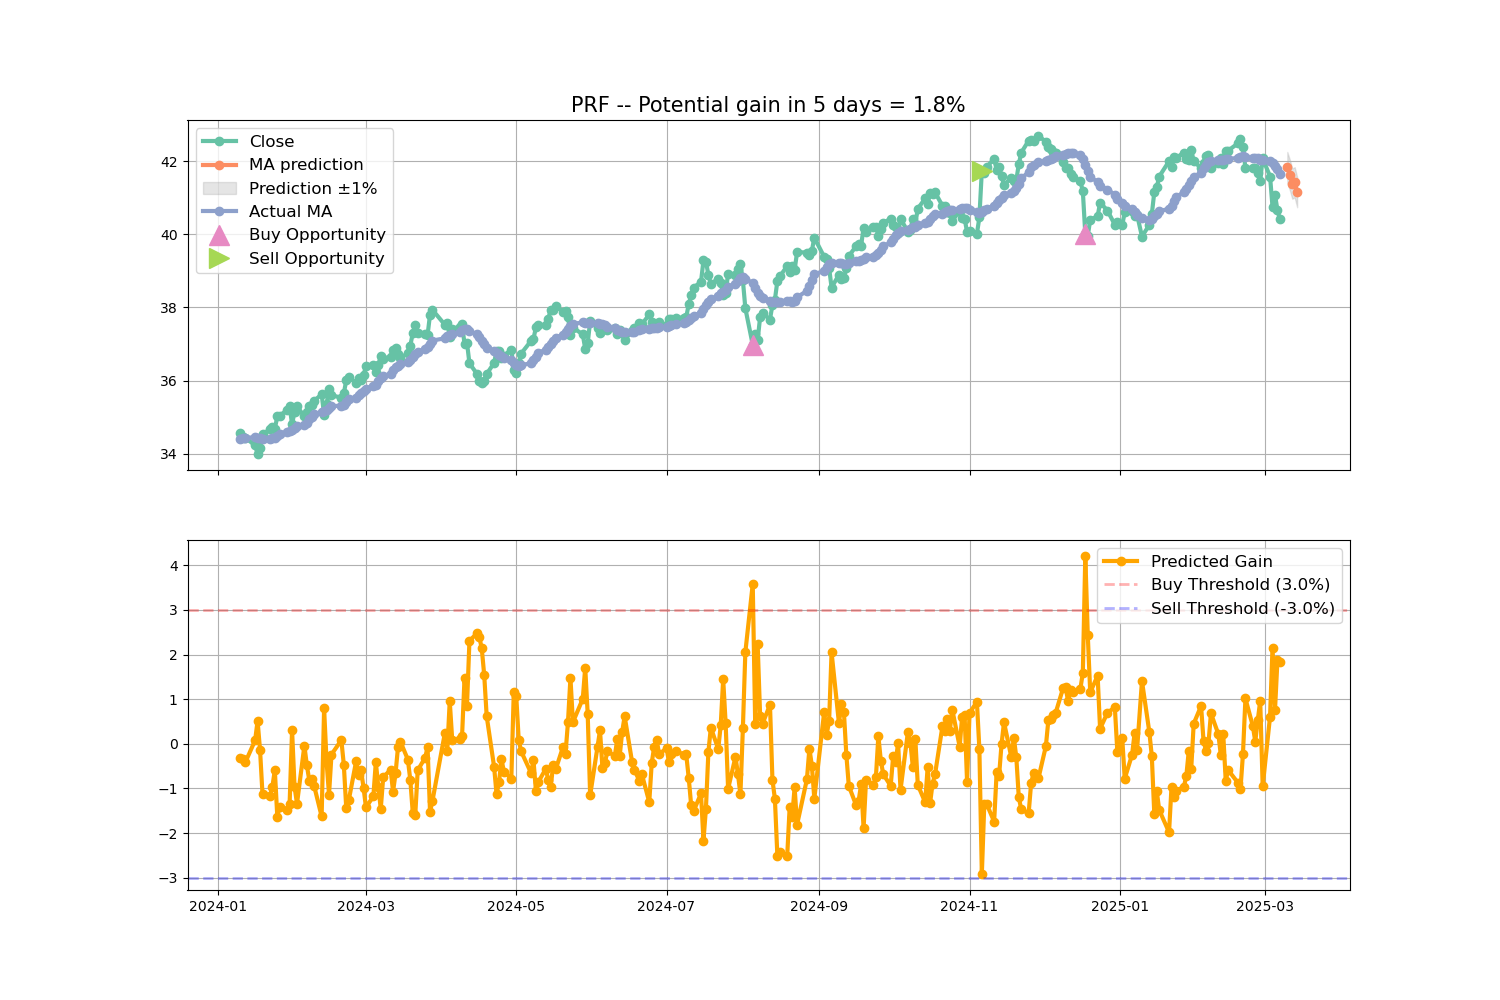 PRF -- Potential gain in 5 days = 1.8%
Close
MA prediction
Prediction ±1%
Actual MA
Buy Opportunity
Sell Opportunity
42
40
38
36
34
Predicted Gain
Buy Threshold (3.0%)
Sell Threshold (-3.0%)
4
3
2
1
0
−1
−2
−3
2024-01 2024-03 2024-05 2024-07 2024-09 2024-11 2025-01 2025-03